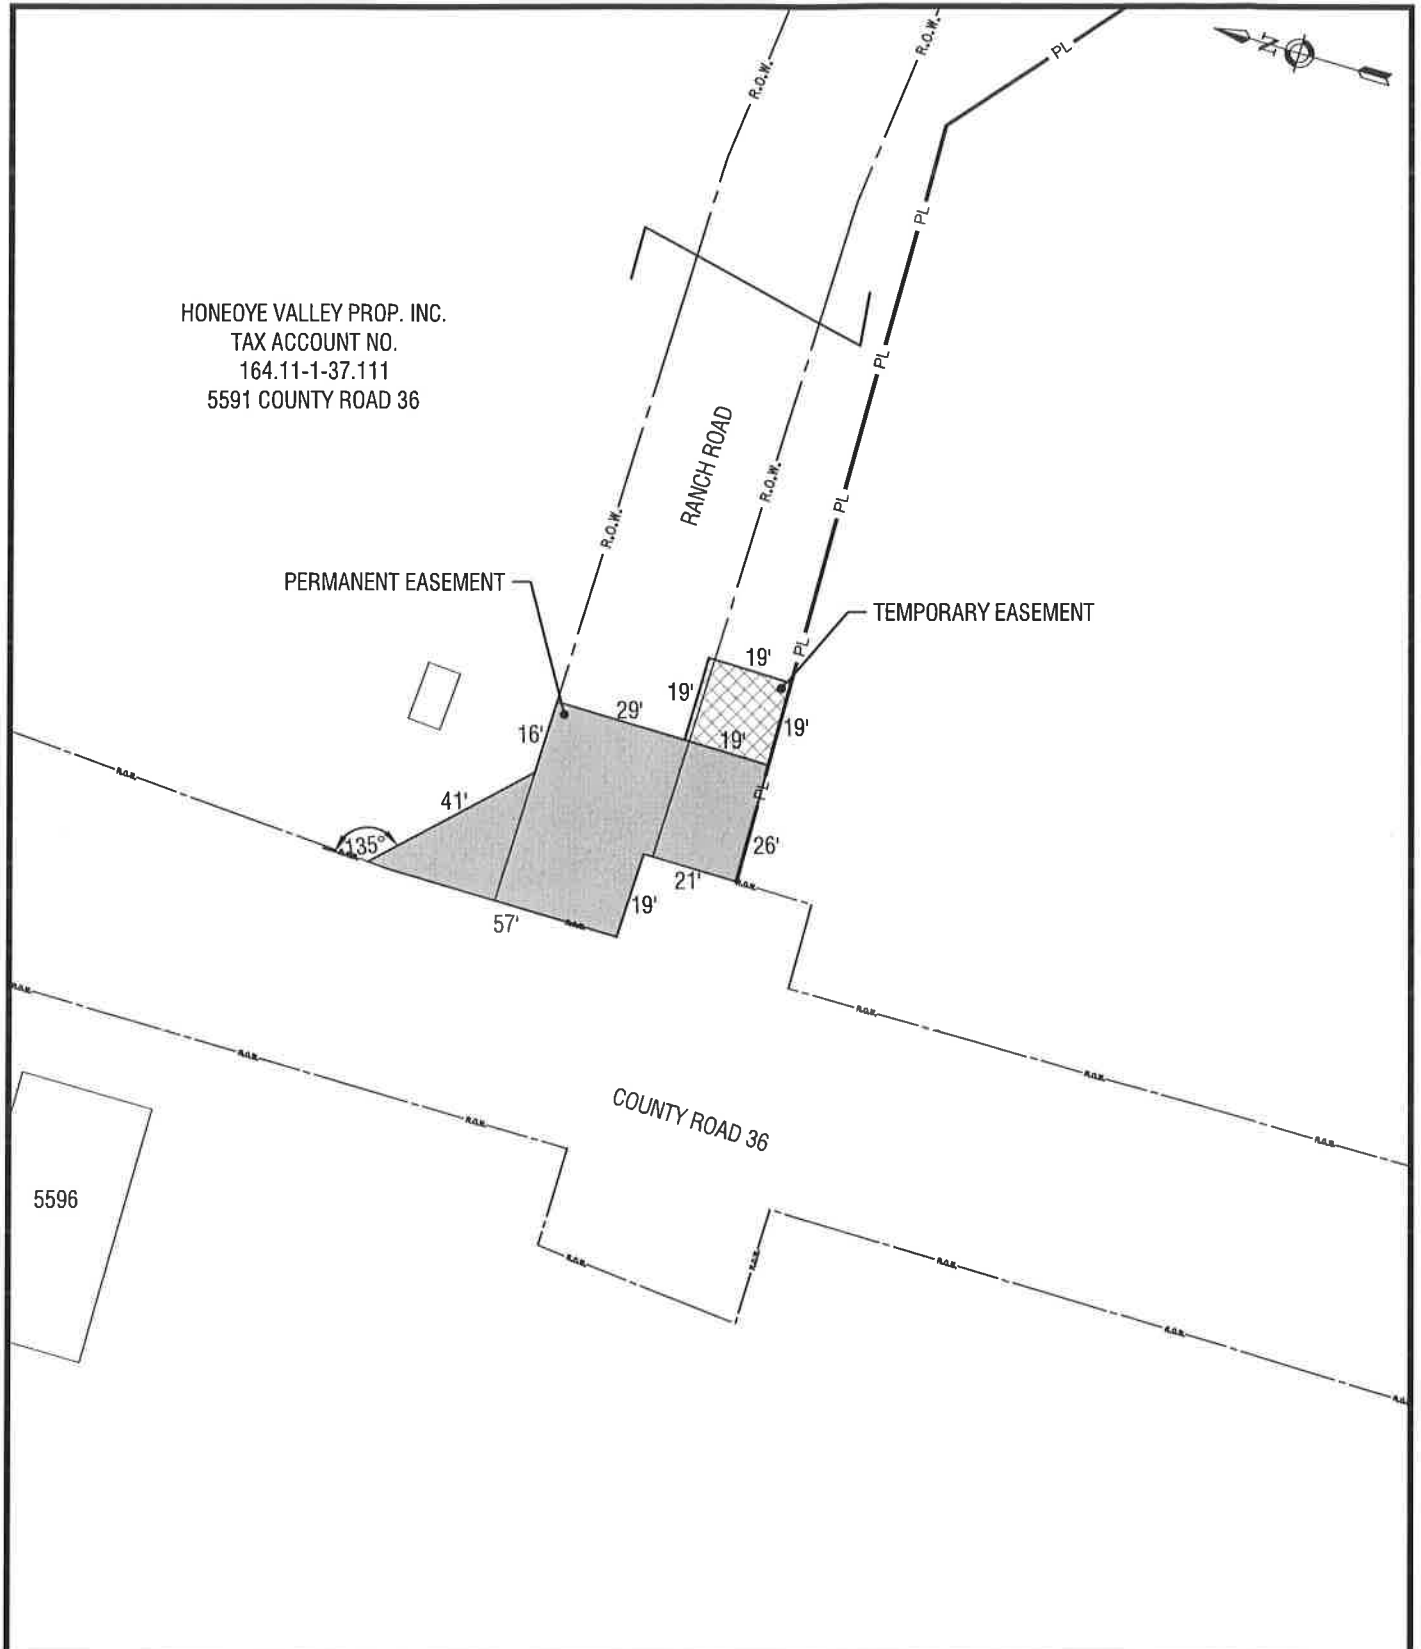 N
R.O.W.
R.O.W.
PL
PL
HONEOYE VALLEY PROP. INC.
TAX ACCOUNT NO.
164.11-1-37.111
5591 COUNTY ROAD 36
PL
RANCH ROAD
R.O.W.
PL
R.O.W.
PERMANENT EASEMENT
TEMPORARY EASEMENT
PL
19'
19'
29'
19'
19'
16'
R.O.W.
PL
41'
135°
R.O.W.
26'
21'
R.O.W.
19'
57'
R.O.W.
R.O.W.
R.O.W.
R.O.W.
R.O.W.
COUNTY ROAD 36
R.O.W.
R.O.W.
5596
R.O.W.
R.O.W.
R.O.W.
R.O.W.
R.O.W.